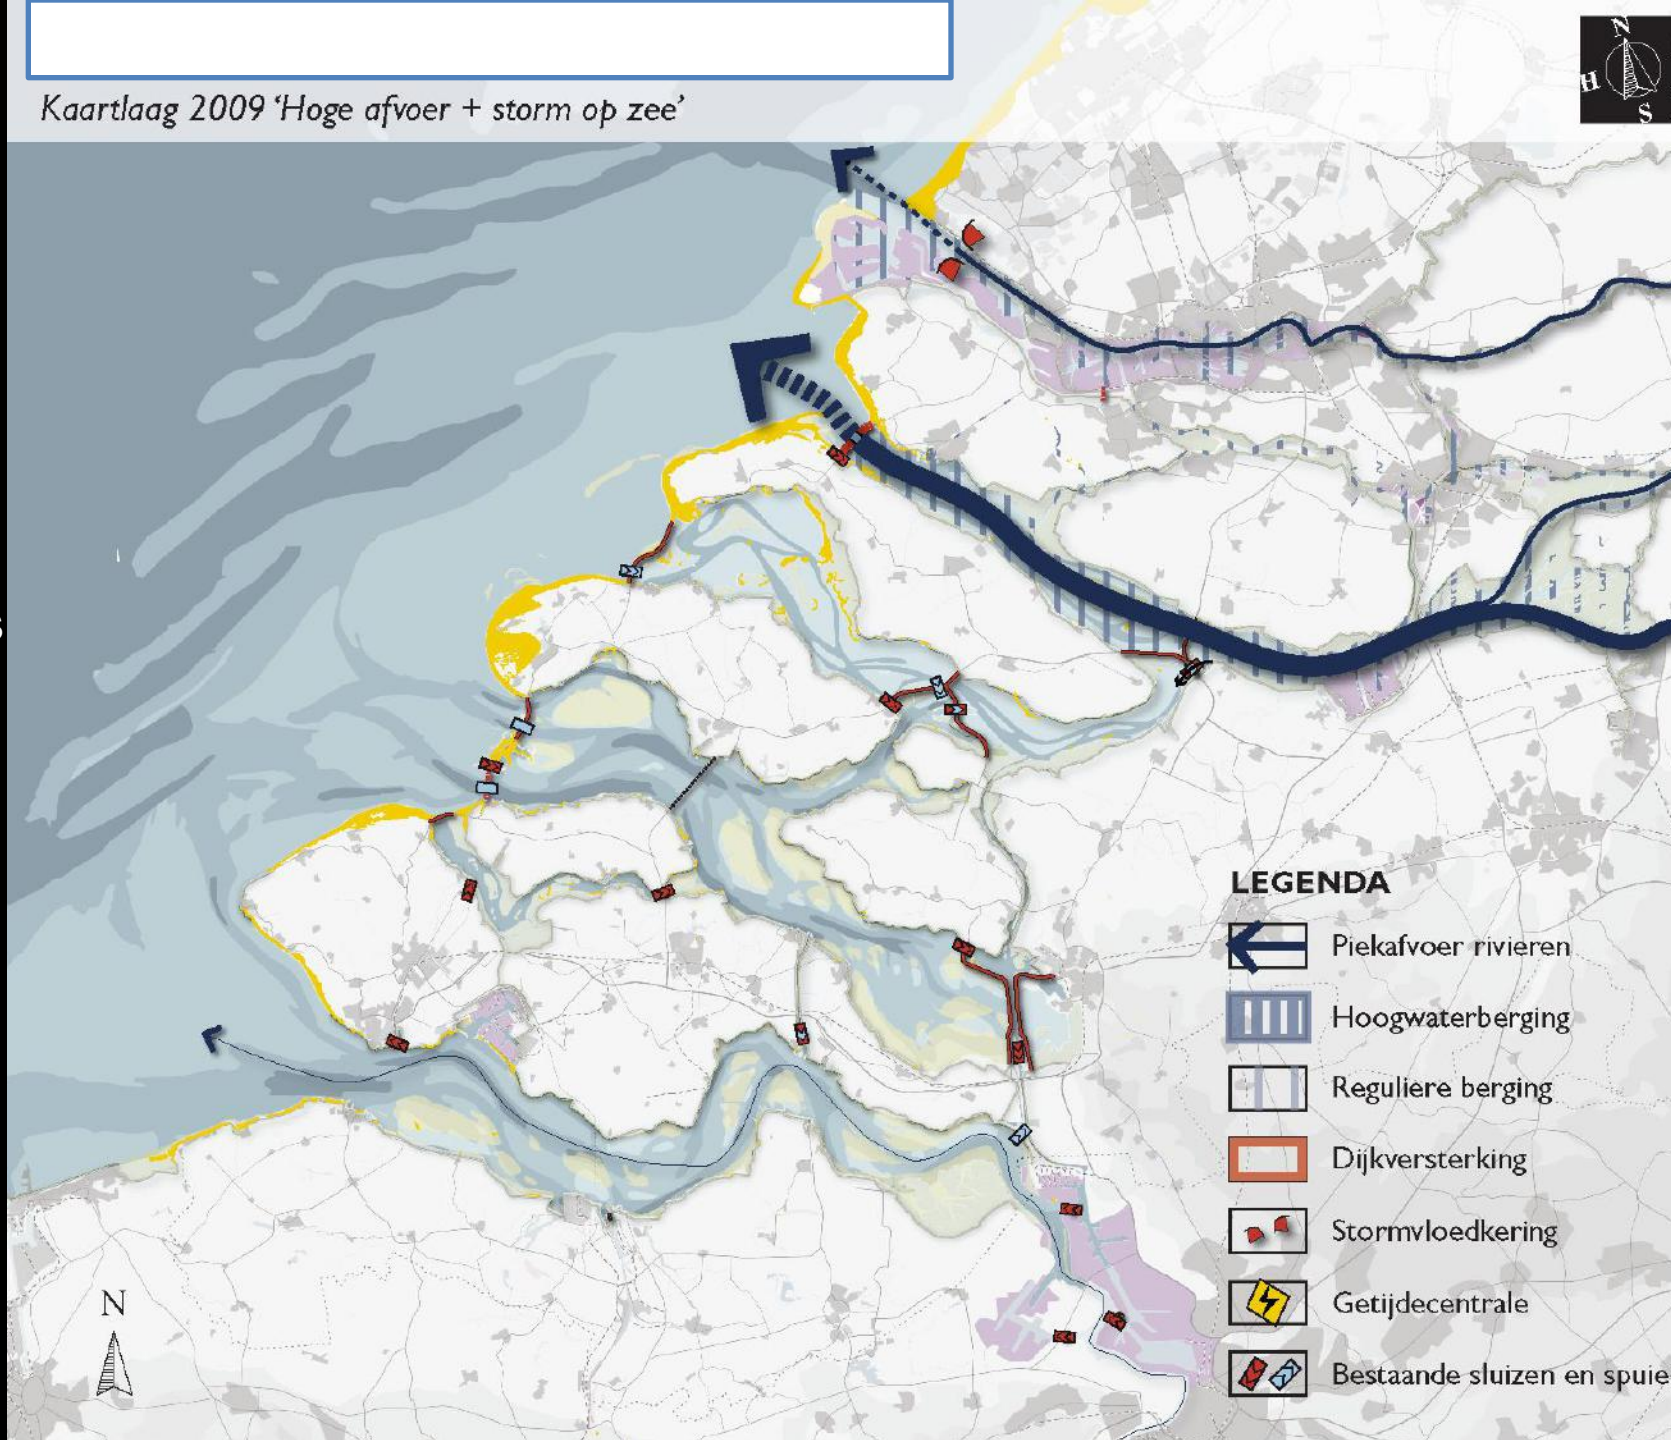 Kaartlaag 2009 ‘Hoge afvoer + storm op zee’
N
H
S
LEGENDA
Piekafvoer rivieren
Hoogwaterberging
Reguliere berging
Dijkversterking
Stormvloedkering
Getijdecentrale
Bestaande sluizen en spuie
N